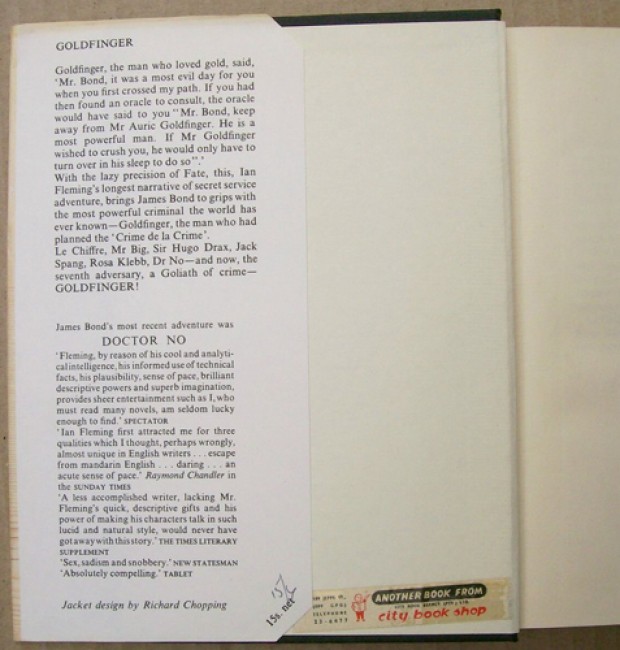 GOLDFINGER
Goldfinger, the man who loved gold, said,
'Mr. Bond, it was a most evil day for you
when you first crossed my path. If you had
then found an oracle to consult, the oracle
would have said to you "Mr. Bond, keep
away from Mr Auric Goldfinger. He is a
most powerful man. If Mr Goldfinger
wished to crush you, he would only have to
turn over in his sleep to do so".'
With the lazy precision of Fate, this, Ian
Fleming's longest narrative of secret service
adventure, brings James Bond to grips with
the most powerful criminal the world has
ever known—Goldfinger, the man who had
planned the 'Crime de la Crime'.
Le Chiffre, Mr Big, Sir Hugo Drax, Jack
Spang, Rosa Klebb, Dr No—and now, the
seventh adversary, a Goliath of crime—
GOLDFINGER!
James Bond's most recent adventure was
DOCTOR NO
'Fleming, by reason of his cool and analyti-
cal intelligence, his informed use of technical
facts, his plausibility, sense of pace, brilliant
descriptive powers and superb imagination,
provides sheer entertainment such as I, who
must read many novels, am seldom lucky
enough to find.' SPECTATOR
'Ian Fleming first attracted me for three
qualities which I thought, perhaps wrongly,
almost unique in English writers . . . escape
from mandarin English . . . daring . . . an
acute sense of pace.' Raymond Chandler in
the SUNDAY TIMES
'A less accomplished writer, lacking Mr.
Fleming's quick, descriptive gifts and his
power of making his characters talk in such
lucid and natural style, would never have
got away with this story.' THE TIMES LITERARY
SUPPLEMENT
'Sex, sadism and snobbery.' NEW STATESMAN
'Absolutely compelling.' TABLET
Jacket design by Richard Chopping
15s. net
TELEPHONE
ANOTHER BOOK FROM
city book shop